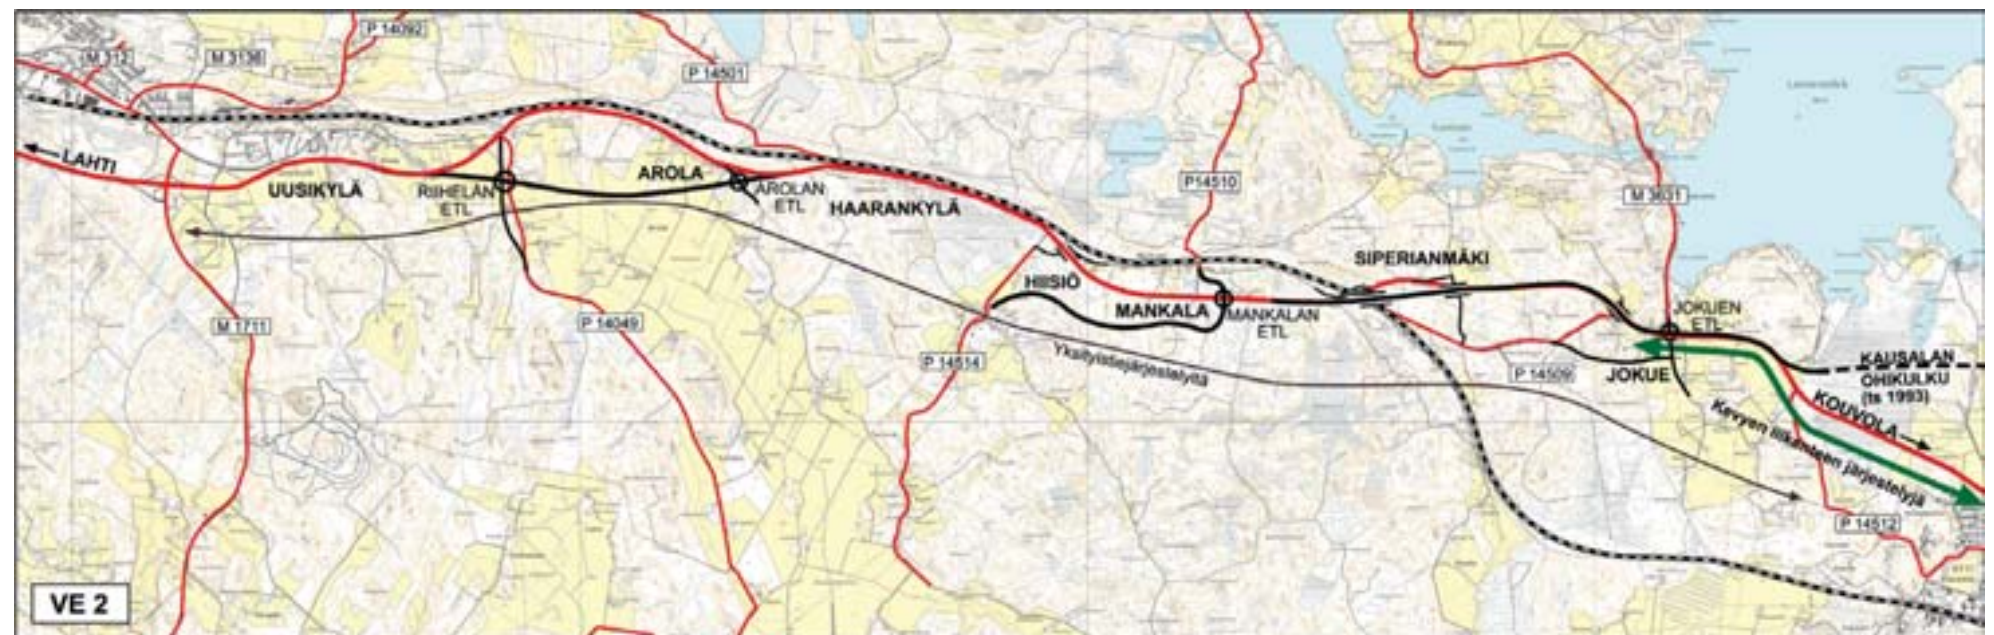 P 14092
M 312
M 3136
P 14501
LAHTI
UUSIKYLÄ
RIIHELÄN
ETL
AROLA
AROLAN
ETL
HAARANKYLÄ
P14510
M 3631
SIPERIANMÄKI
HIISIÖ
MANKALA
MANKALAN
ETL
JOKUEN
ETL
M 1711
P 14049
P 14514
Yksityistiejärjestelyitä
P 14509
JOKUE
KAUSALAN
OHIKULKU
(ts 1993)
KOUVOLA
Kevyen liikenteen järjestelyjä
P 14512
VE 2